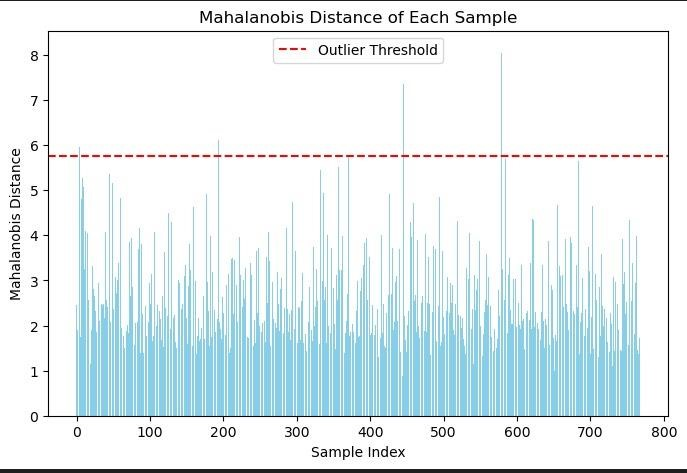 Mahalanobis Distance of Each Sample
Outlier Threshold
8
7
6
5
4
3
2
1
0
Mahalanobis Distance
0 100 200 300 400 500 600 700 800
Sample Index